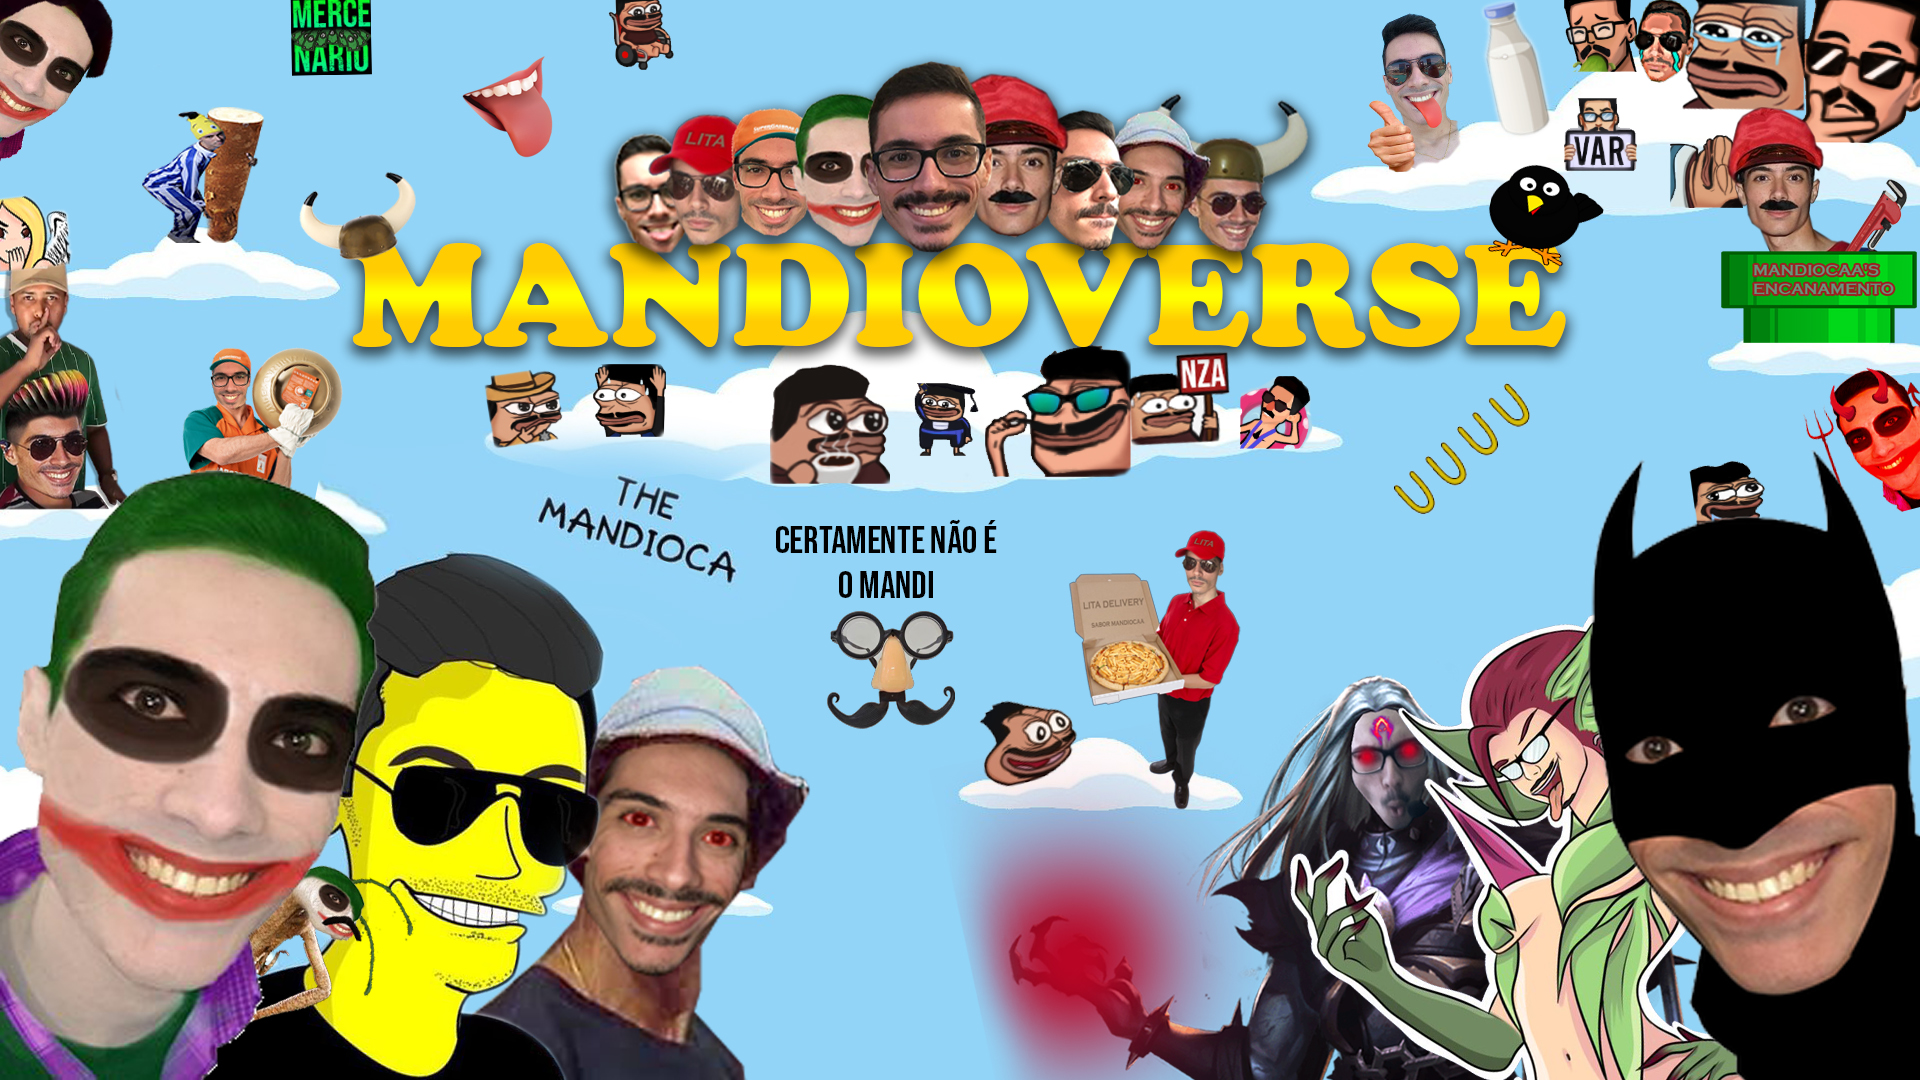 MERCE
NARIO
LITA
VAR
MANDIOVERSE
MANDIOCAA'S
ENCANAMENTO
NZA
UUUU
THE
MANDIOCA
CERTAMENTE NÃO É
O MANDI
LITA
LITA DELIVERY
SABOR MANDIOCAA